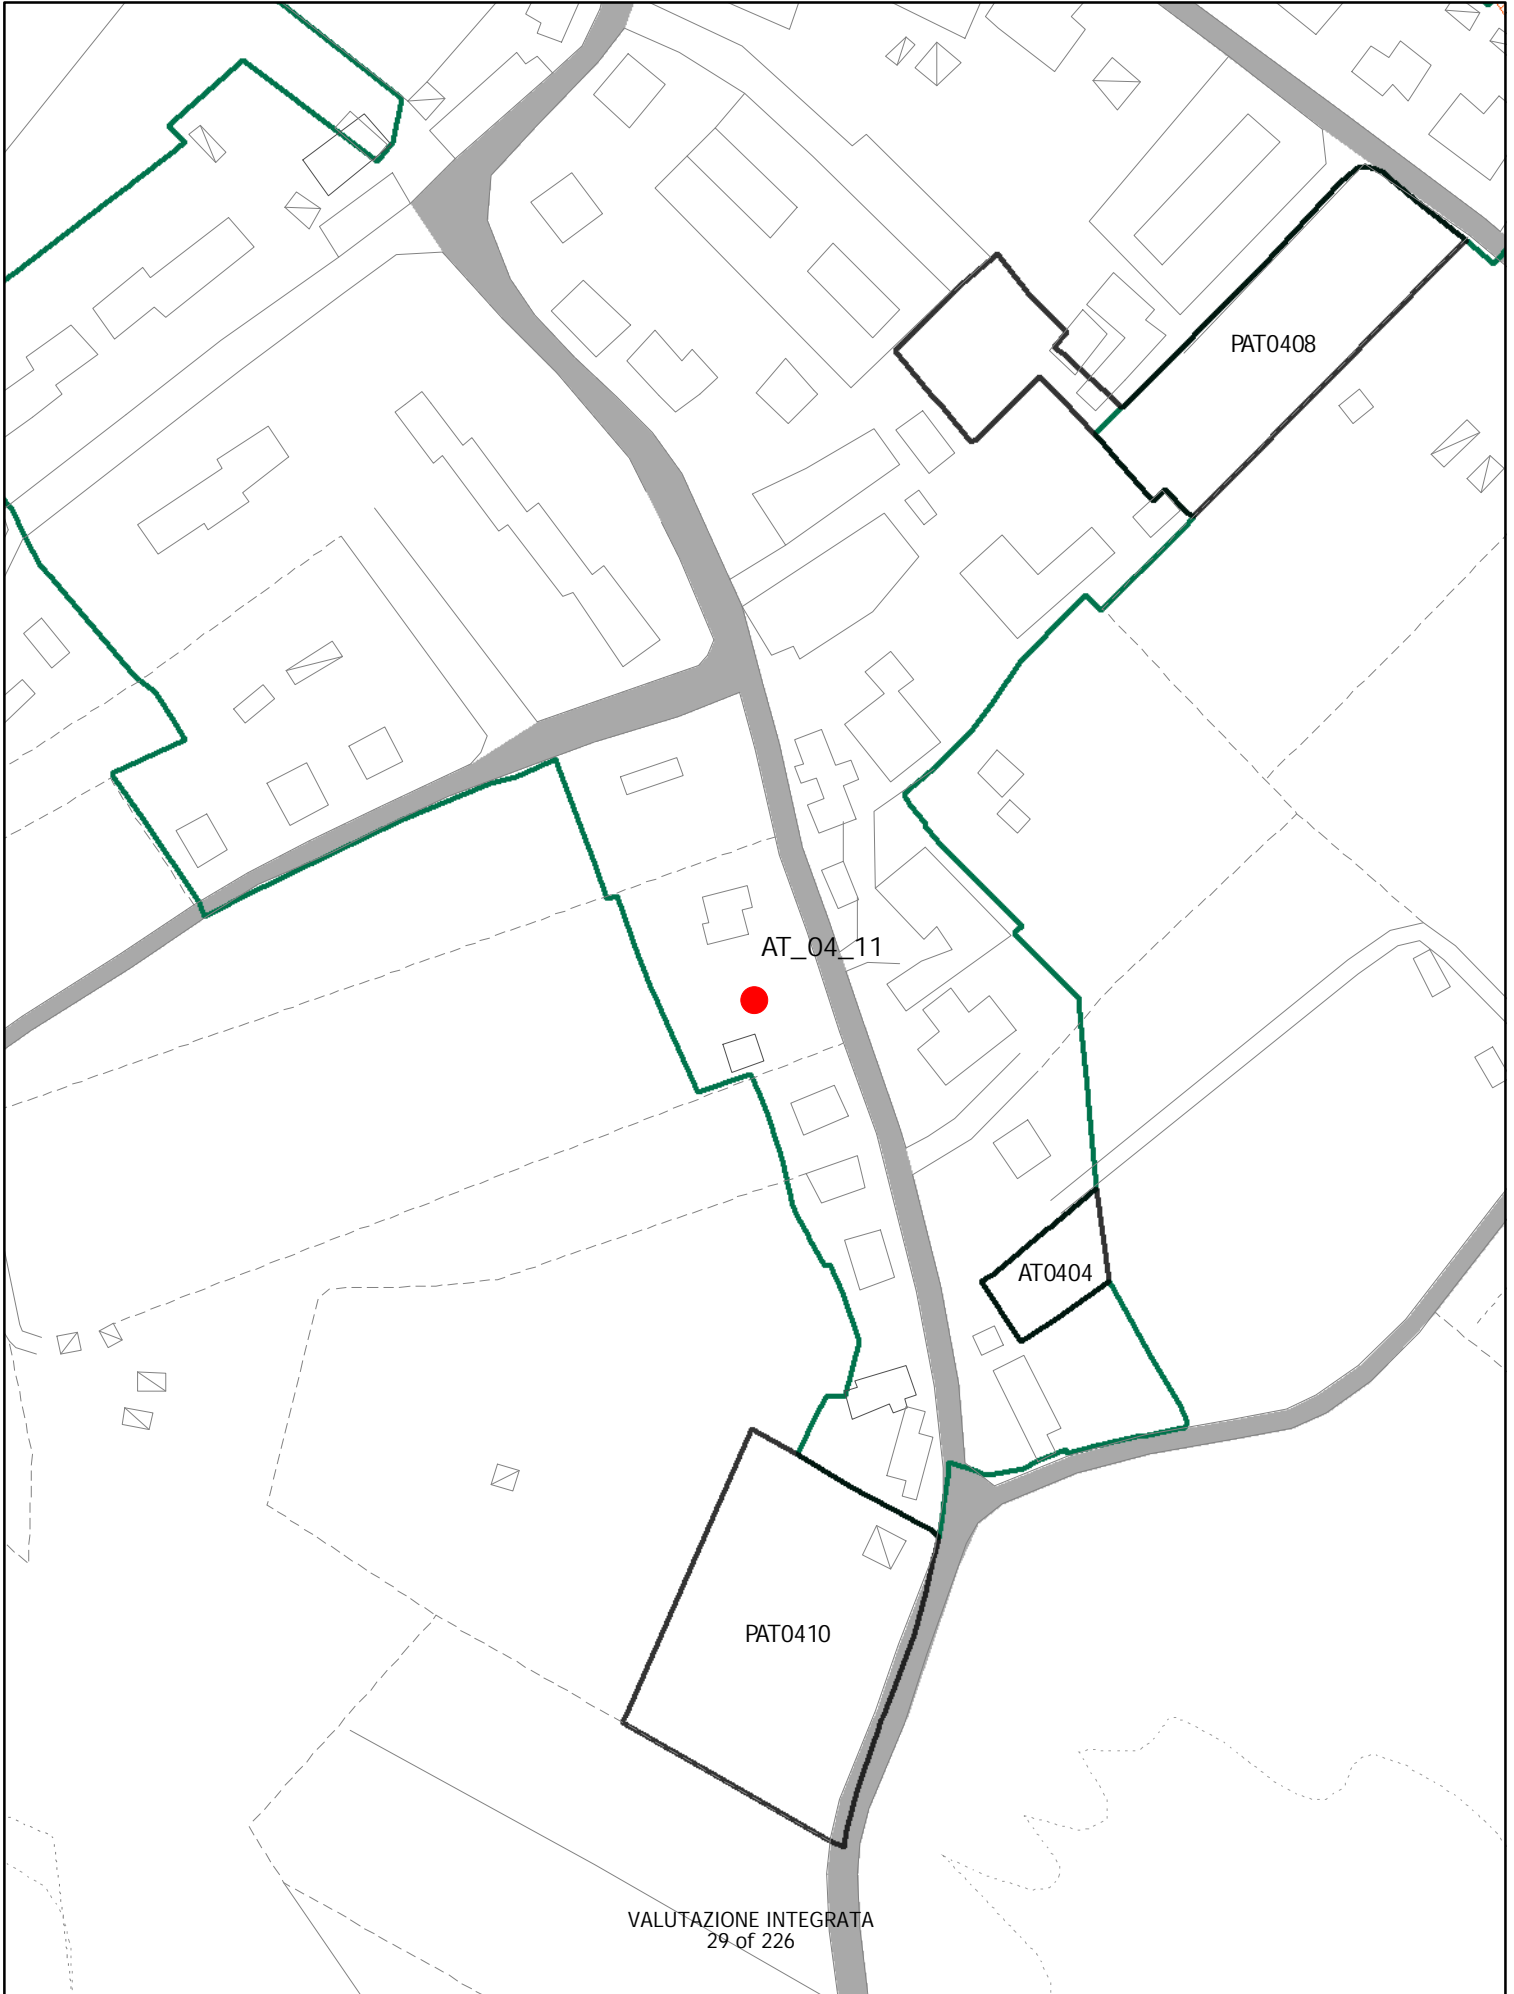 PAT0408
AT_04_11
AT0404
PAT0410
VALUTAZIONE INTEGRATA
29 of 226